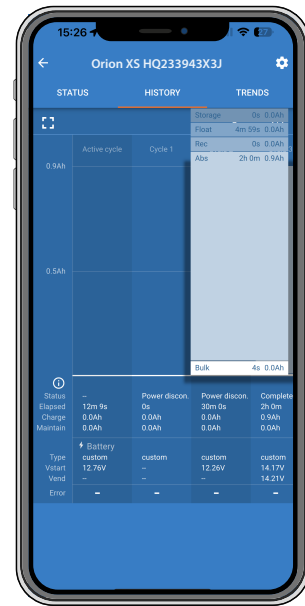 15:26 27
Orion XS HQ233943X3J
STATUS HISTORY TRENDS
Storage 0s 0.0Ah
Float 4m 59s 0.0Ah
Active cycle Cycle 1 Rec 0s 0.0Ah
Abs 2h 0m 0.9Ah
0.9Ah
0.5Ah
Bulk 4s 0.0Ah
Status – Power discon. Power discon. Complete
Elapsed 12m 9s 0s 30m 0s 2h 0m
Charge 0.0Ah 0.0Ah 0.0Ah 0.9Ah
Maintain 0.0Ah 0.0Ah 0.0Ah 0.0Ah
Battery
Type custom custom custom custom
Vstart 12.76V – 12.26V 14.17V
Vend – – – 14.21V
Error – – – –